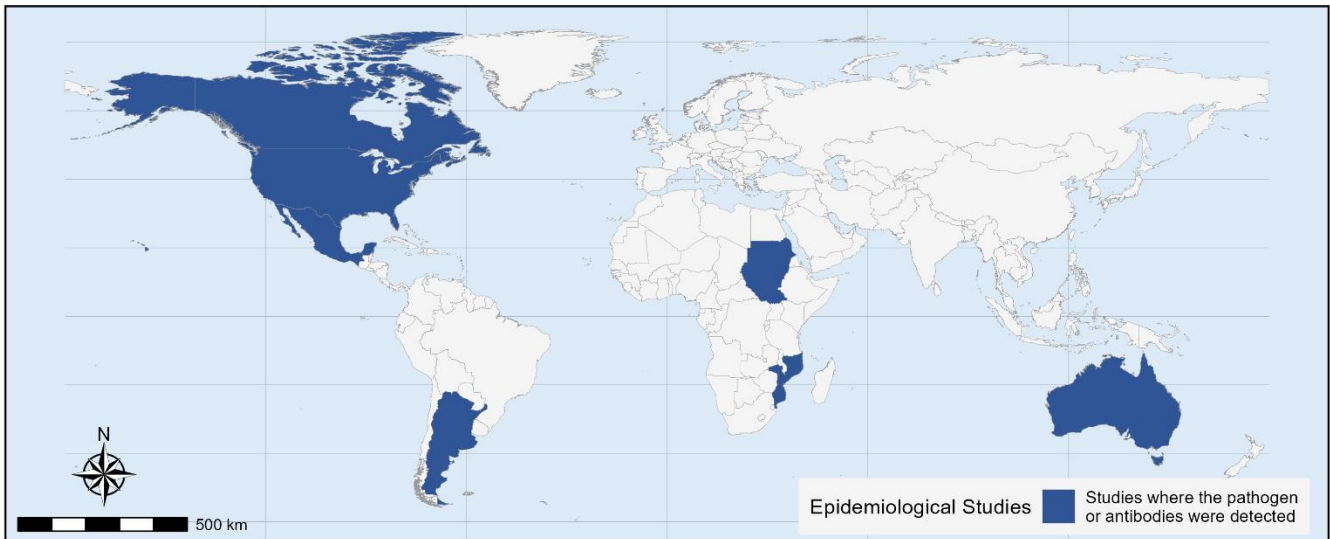 N
500 km
Epidemiological Studies
Studies where the pathogen
or antibodies were detected